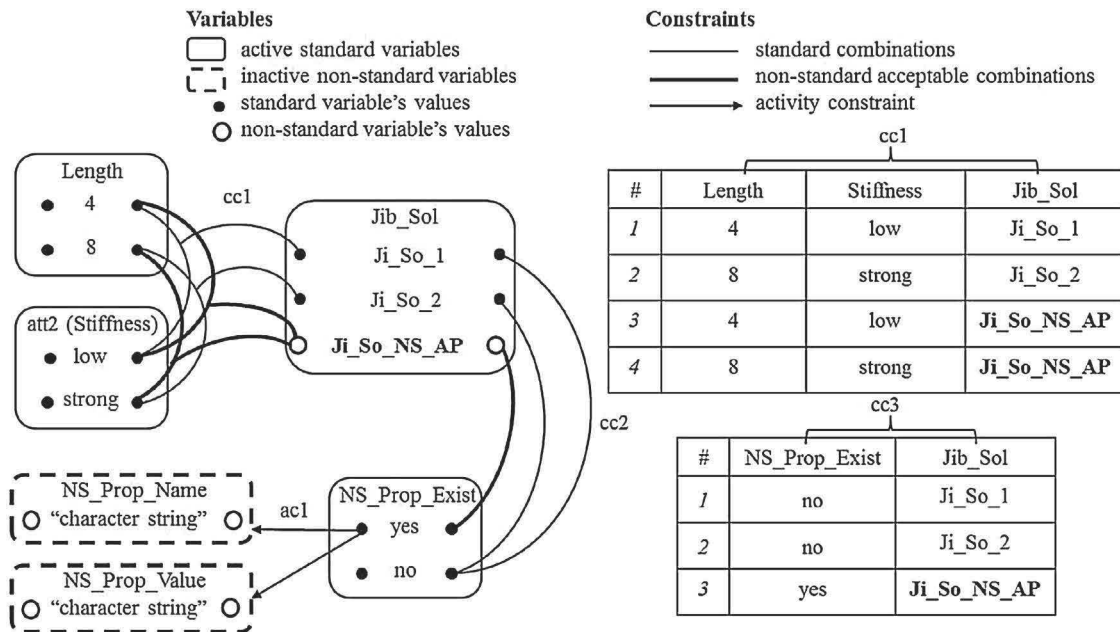 Variables
active standard variables
inactive non-standard variables
standard variable's values
non-standard variable's values
Constraints
standard combinations
non-standard acceptable combinations
activity constraint
Length
4
8
att2 (Stiffness)
low
strong
cc1
Jib_Sol
Ji_So_1
Ji_So_2
Ji_So_NS_AP
cc2
NS_Prop_Exist
yes
no
ac1
NS_Prop_Name
"character string"
NS_Prop_Value
"character string"
cc1
# Length Stiffness Jib_Sol
1 4 low Ji_So_1
2 8 strong Ji_So_2
3 4 low Ji_So_NS_AP
4 8 strong Ji_So_NS_AP
cc3
# NS_Prop_Exist Jib_Sol
1 no Ji_So_1
2 no Ji_So_2
3 yes Ji_So_NS_AP